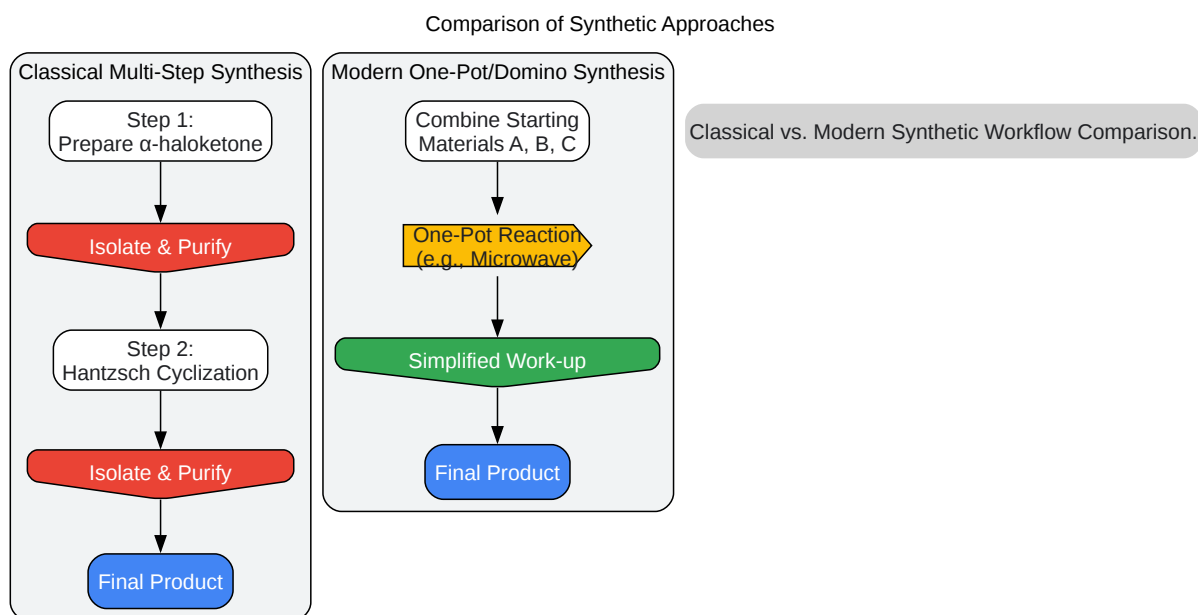 Comparison of Synthetic Approaches
Classical Multi-Step Synthesis
Step 1:
Prepare α-haloketone
Isolate & Purify
Step 2:
Hantzsch Cyclization
Isolate & Purify
Final Product
Modern One-Pot/Domino Synthesis
Combine Starting
Materials A, B, C
One-Pot Reaction
(e.g., Microwave)
Simplified Work-up
Final Product
Classical vs. Modern Synthetic Workflow Comparison.